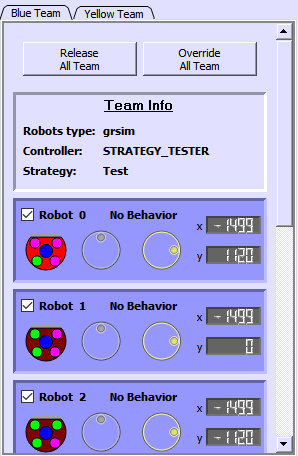 Blue Team Yellow Team
Release
All Team
Override
All Team
Team Info
Robots type: grsim
Controller: STRATEGY_TESTER
Strategy: Test
Robot 0 No Behavior
x -1499
y 1120
Robot 1 No Behavior
x -1499
y 0
Robot 2 No Behavior
x -1499
y -1120